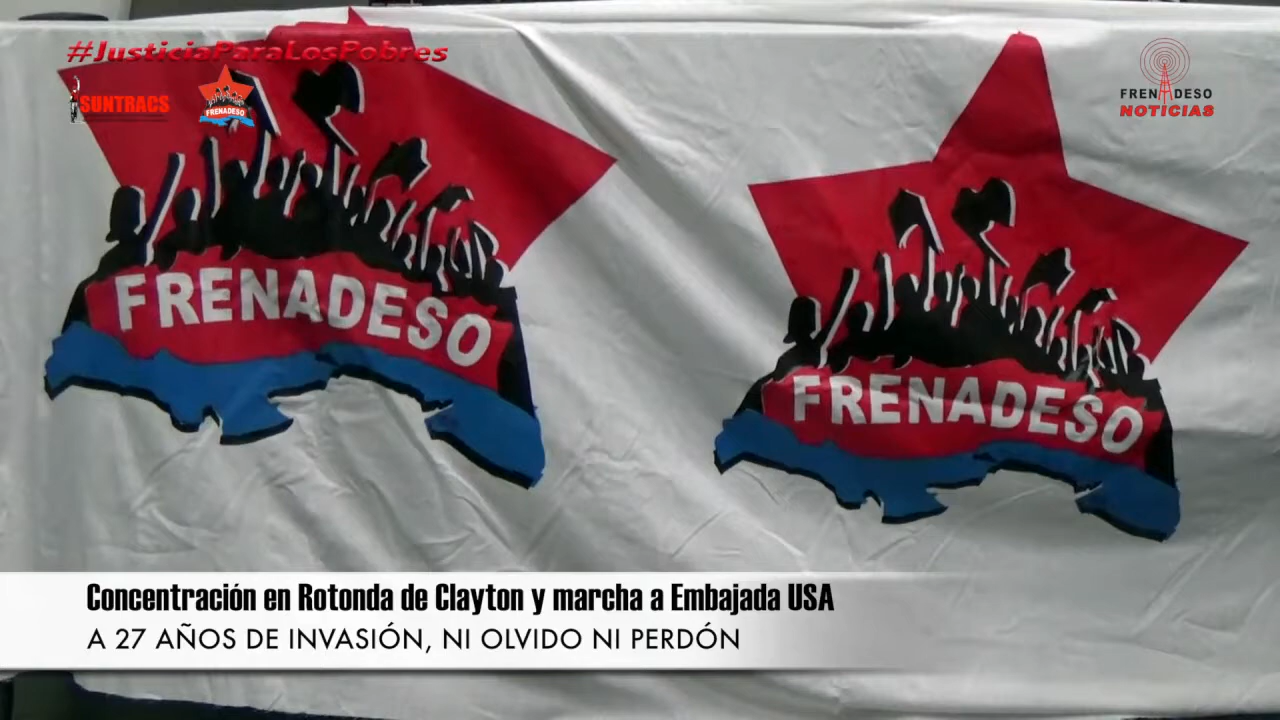 #JusticiaParaLosPobres
SUNTRACS
FRENADESO
FRENADESO
NOTICIAS
FRENADESO
FRENADESO
Concentración en Rotonda de Clayton y marcha a Embajada USA
A 27 AÑOS DE INVASIÓN, NI OLVIDO NI PERDÓN